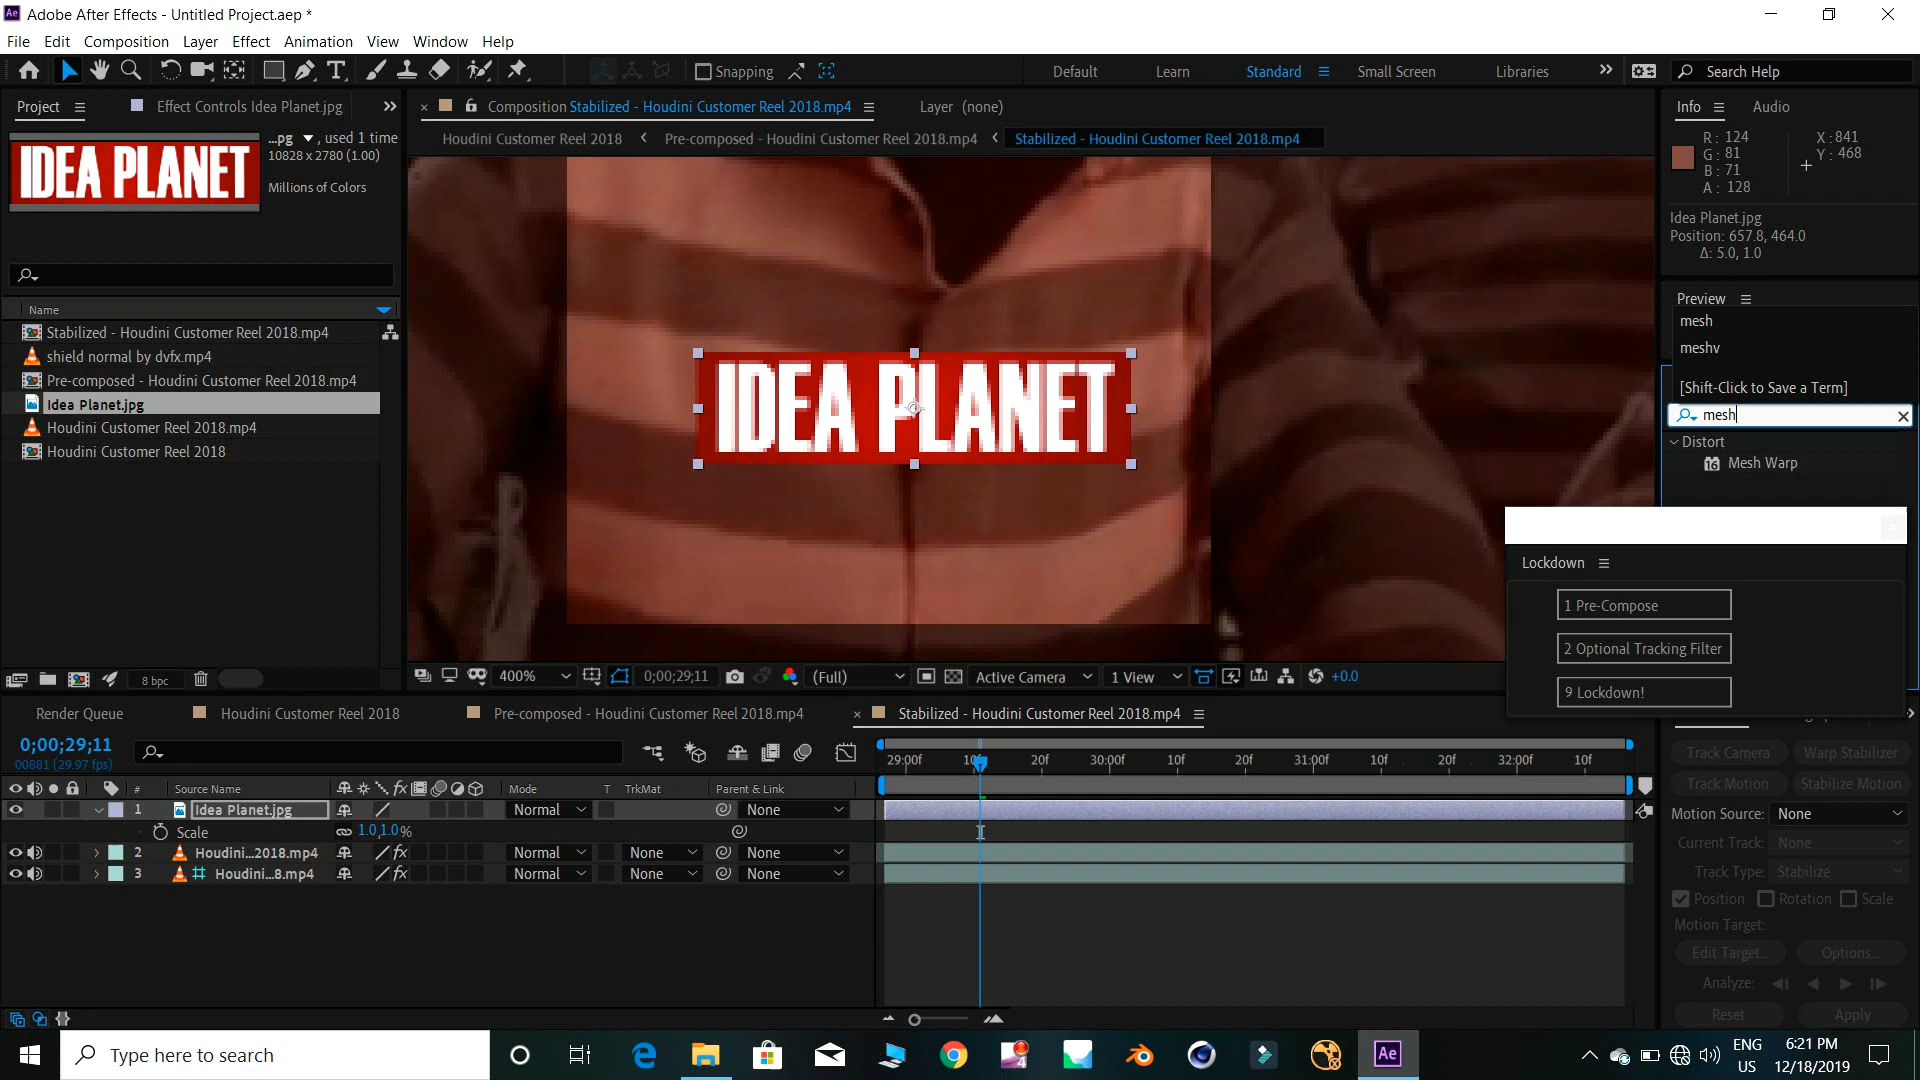 Adobe After Effects - Untitled Project.aep *
File Edit Composition Layer Effect Animation View Window Help
Snapping
Default Learn Standard Small Screen Libraries
Search Help
Project
Effect Controls Idea Planet.jpg
Composition Stabilized - Houdini Customer Reel 2018.mp4
Layer (none)
Info Audio
...pg ▼ , used 1 time
10828 x 2780 (1.00)
Millions of Colors
IDEA PLANET
Houdini Customer Reel 2018
Pre-composed - Houdini Customer Reel 2018.mp4
Stabilized - Houdini Customer Reel 2018.mp4
R : 124
G : 81
B : 71
A : 128
X : 841
Y : 468
Idea Planet.jpg
Position: 657.8, 464.0
Δ: 5.0, 1.0
Name
Stabilized - Houdini Customer Reel 2018.mp4
shield normal by dvfx.mp4
Pre-composed - Houdini Customer Reel 2018.mp4
Idea Planet.jpg
Houdini Customer Reel 2018.mp4
Houdini Customer Reel 2018
IDEA PLANET
Preview
mesh
meshv
[Shift-Click to Save a Term]
mesh
Distort
16 Mesh Warp
Lockdown
1 Pre-Compose
2 Optional Tracking Filter
9 Lockdown!
8 bpc
400%
0;00;29;11
(Full)
Active Camera
1 View
+0.0
Render Queue
Houdini Customer Reel 2018
Pre-composed - Houdini Customer Reel 2018.mp4
Stabilized - Houdini Customer Reel 2018.mp4
0;00;29;11
00881 (29.97 fps)
29:00f 10f 20f 30:00f 10f 20f 31:00f 10f 20f 32:00f 10f
# Source Name Mode T TrkMat Parent & Link
1 Idea Planet.jpg Normal None
Scale 1.0,1.0%
2 Houdini...2018.mp4 Normal None None
3 Houdini...8.mp4 Normal None None
Track Camera Warp Stabilizer
Track Motion Stabilize Motion
Motion Source: None
Current Track: None
Track Type: Stabilize
Position Rotation Scale
Motion Target:
Edit Target... Options...
Analyze:
Reset Apply
Type here to search
ENG
US
6:21 PM
12/18/2019